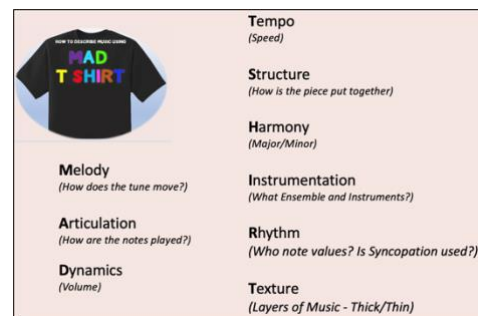 HOW TO DESCRIBE MUSIC USING
MAD
T SHIRT
Melody
(How does the tune move?)
Articulation
(How are the notes played?)
Dynamics
(Volume)
Tempo
(Speed)
Structure
(How is the piece put together)
Harmony
(Major/Minor)
Instrumentation
(What Ensemble and Instruments?)
Rhythm
(Who note values? Is Syncopation used?)
Texture
(Layers of Music - Thick/Thin)